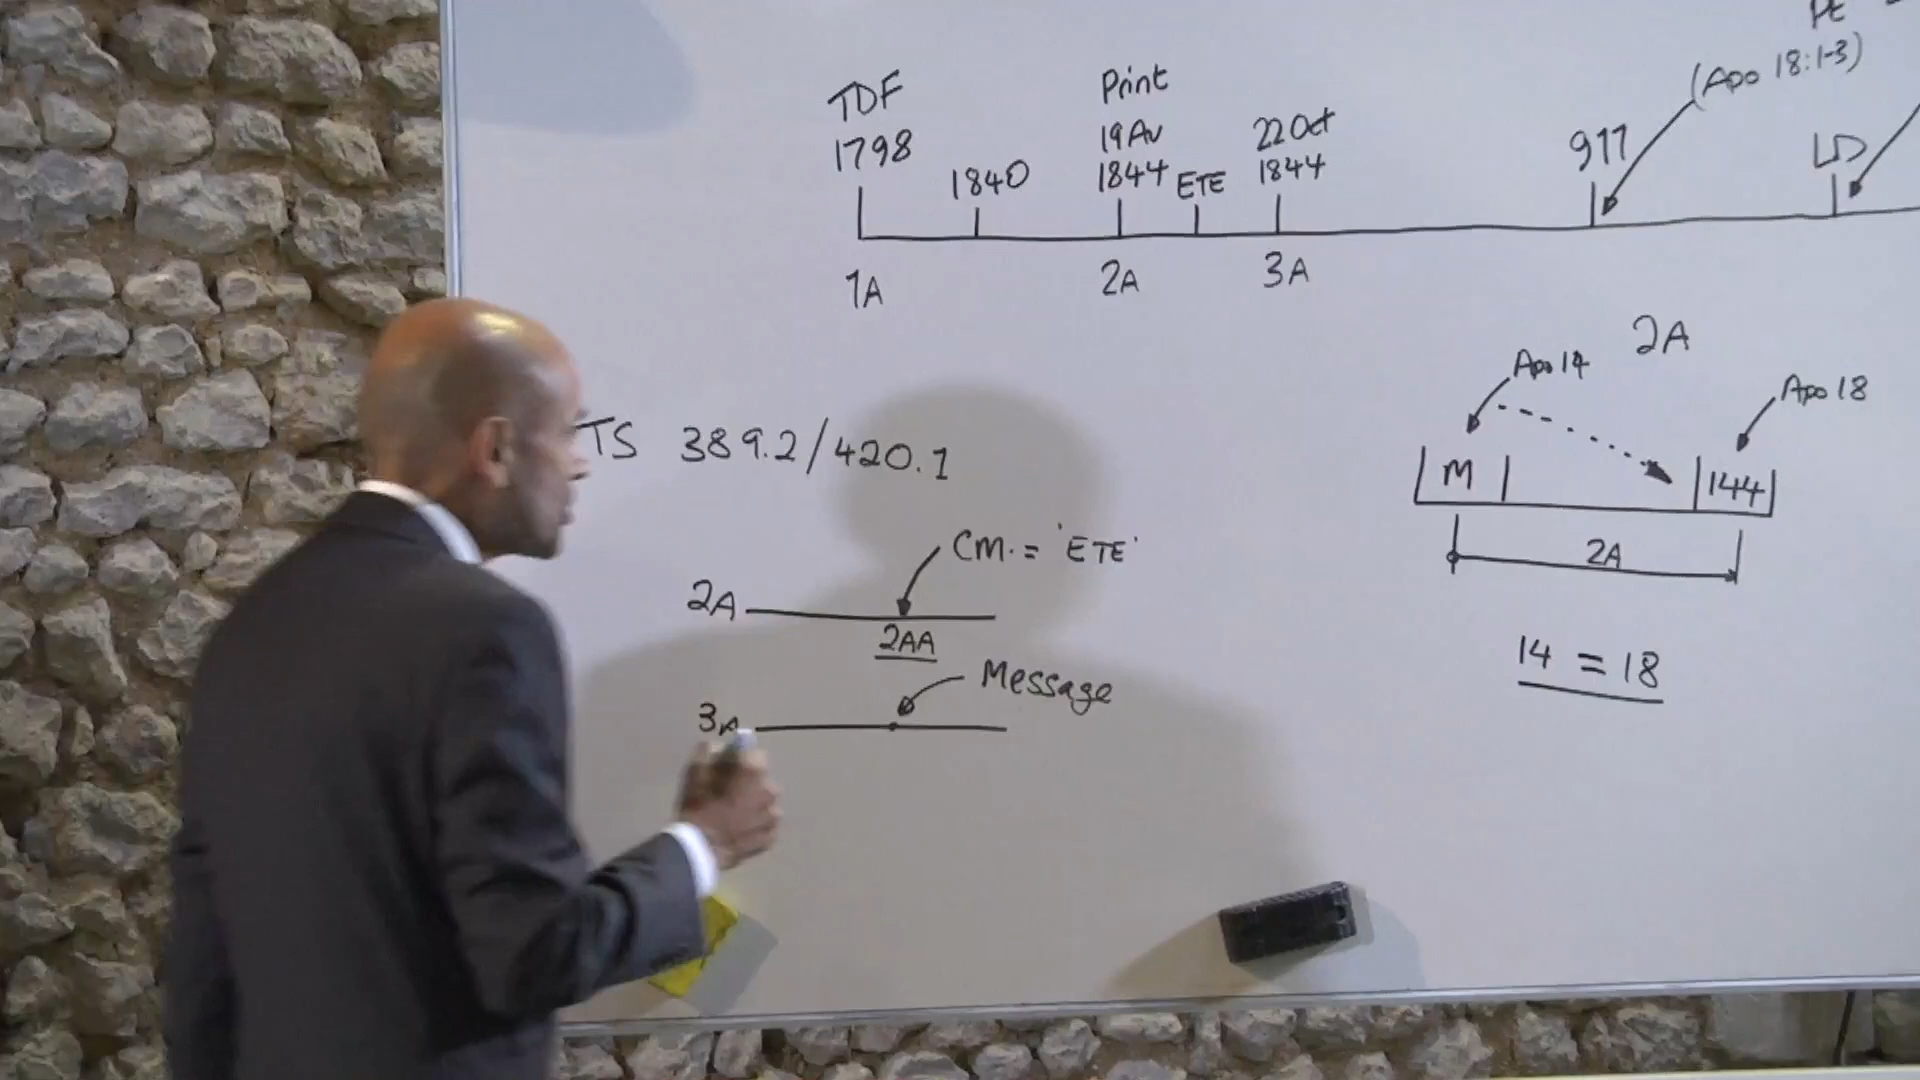 Pt
(Apo 18:1-3)
TDF
1798
1840
Print
19 Av
1844
ETE
22 Oct
1844
911
LD
1A
2A
3A
2A
Apo 14
Apo 18
M
144
2A
14 = 18
TS 389.2/420.1
CM. = 'ETE'
2A
2AA
Message
3A